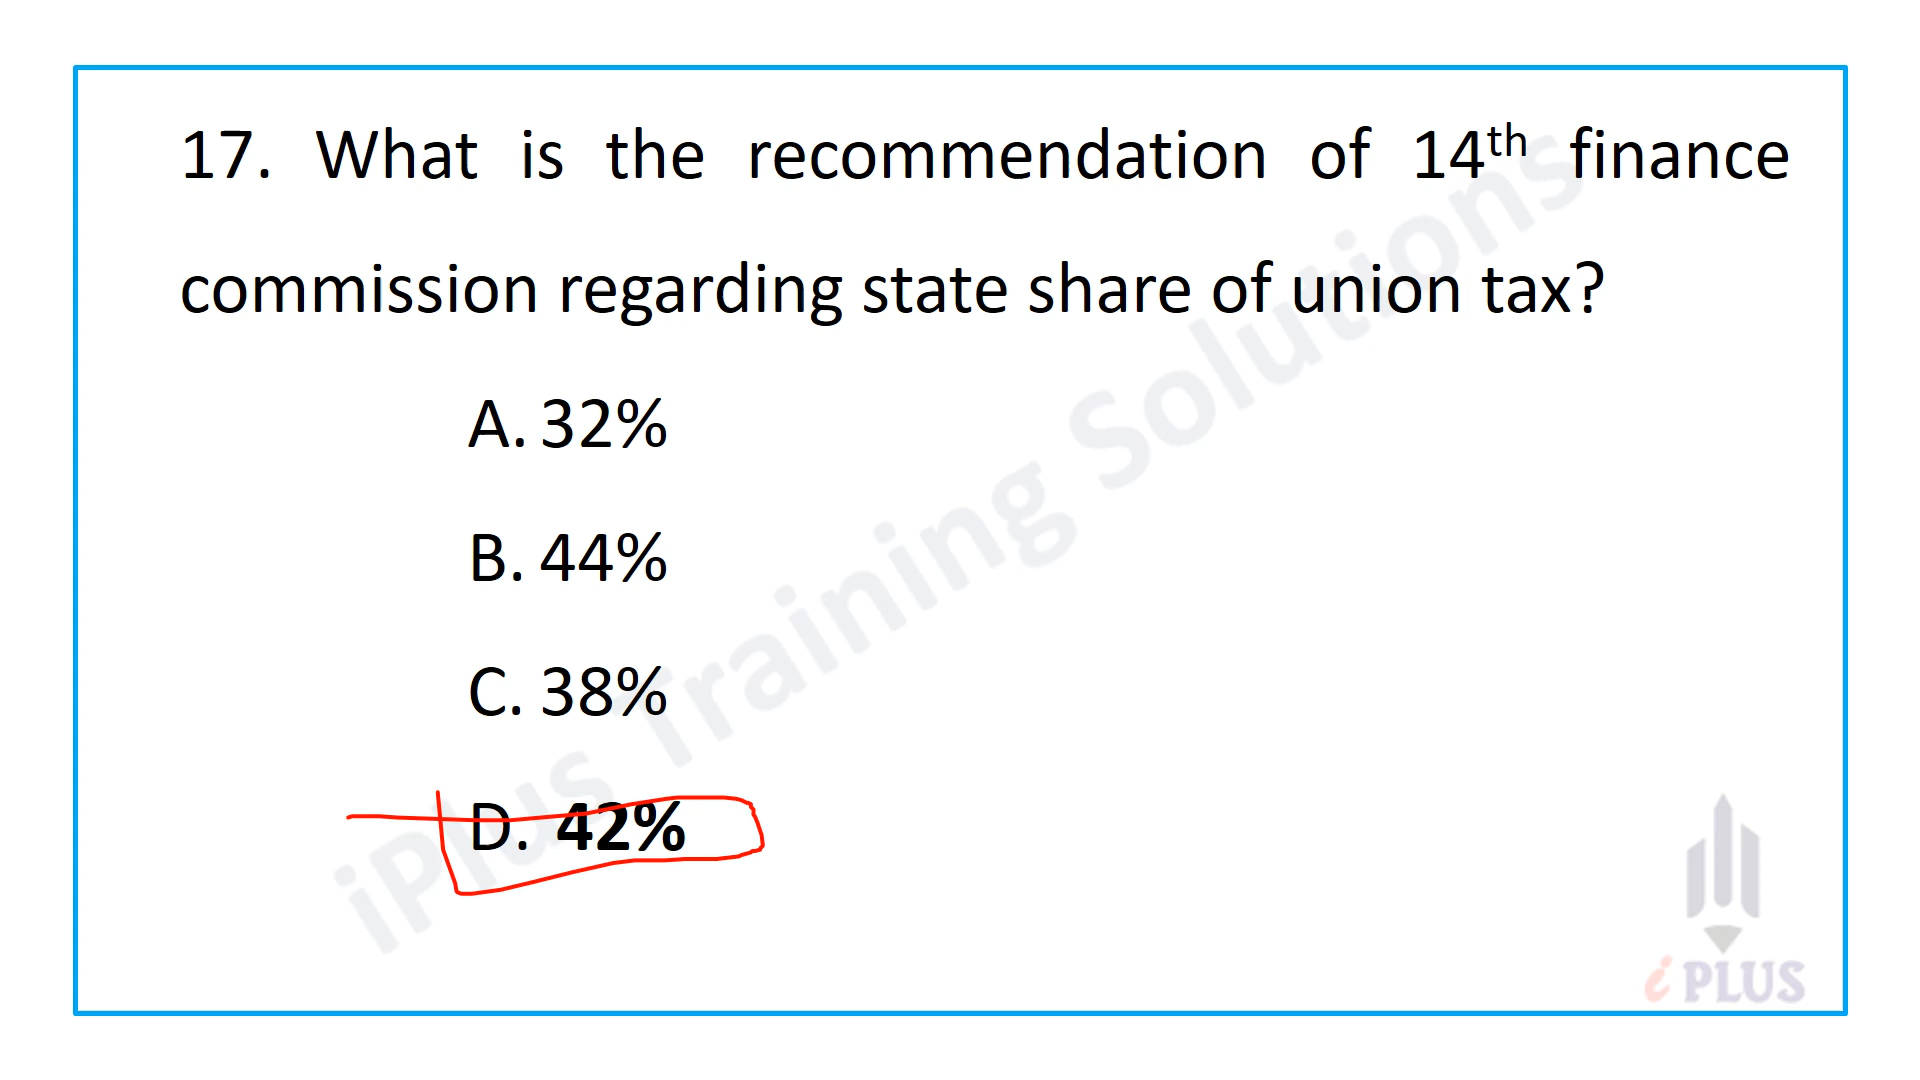 17. What is the recommendation of 14th finance
commission regarding state share of union tax?
A. 32%
B. 44%
C. 38%
D. 42%
iPlus Training Solutions
i PLUS